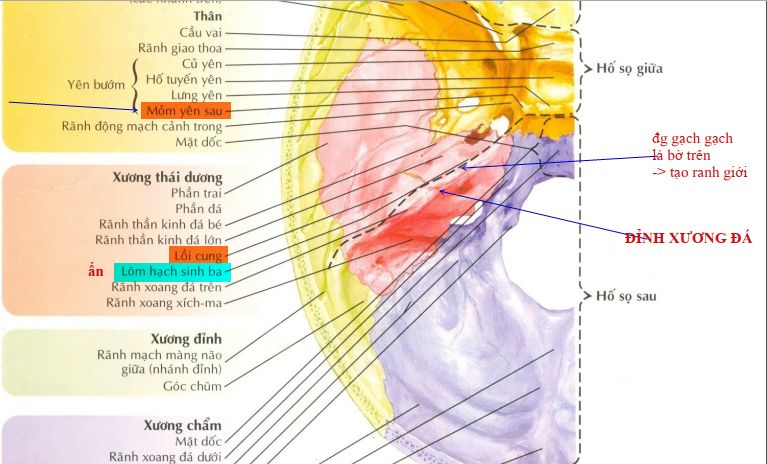 Thân
Cầu vai
Rãnh giao thoa
Củ yên
Yên bướm
Hố tuyến yên
Lưng yên
Mỏm yên sau
Rãnh động mạch cảnh trong
Mặt dốc
Xương thái dương
Phần trai
Phần đá
Rãnh thần kinh đá bé
Rãnh thần kinh đá lớn
Lồi cung
ấn
Lõm hạch sinh ba
Rãnh xoang đá trên
Rãnh xoang xích-ma
Xương đỉnh
Rãnh mạch màng não
giữa (nhánh đỉnh)
Góc chũm
Xương chẩm
Mặt dốc
Rãnh xoang đá dưới
Hố sọ giữa
đg gạch gạch
là bờ trên
-> tạo ranh giới
ĐỈNH XƯƠNG ĐÁ
Hố sọ sau